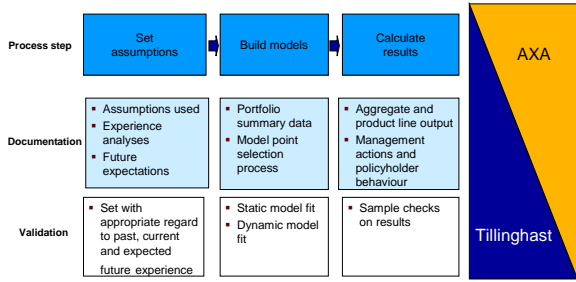 Process step
Set
assumptions
Build models
Calculate
results
AXA
Documentation
▪ Assumptions used
▪ Experience
analyses
▪ Future
expectations
▪ Portfolio
summary data
▪ Model point
selection
process
▪ Aggregate and
product line output
▪ Management
actions and
policyholder
behaviour
Validation
▪ Set with
appropriate regard
to past, current
and expected
future experience
▪ Static model fit
▪ Dynamic model
fit
▪ Sample checks
on results
Tillinghast